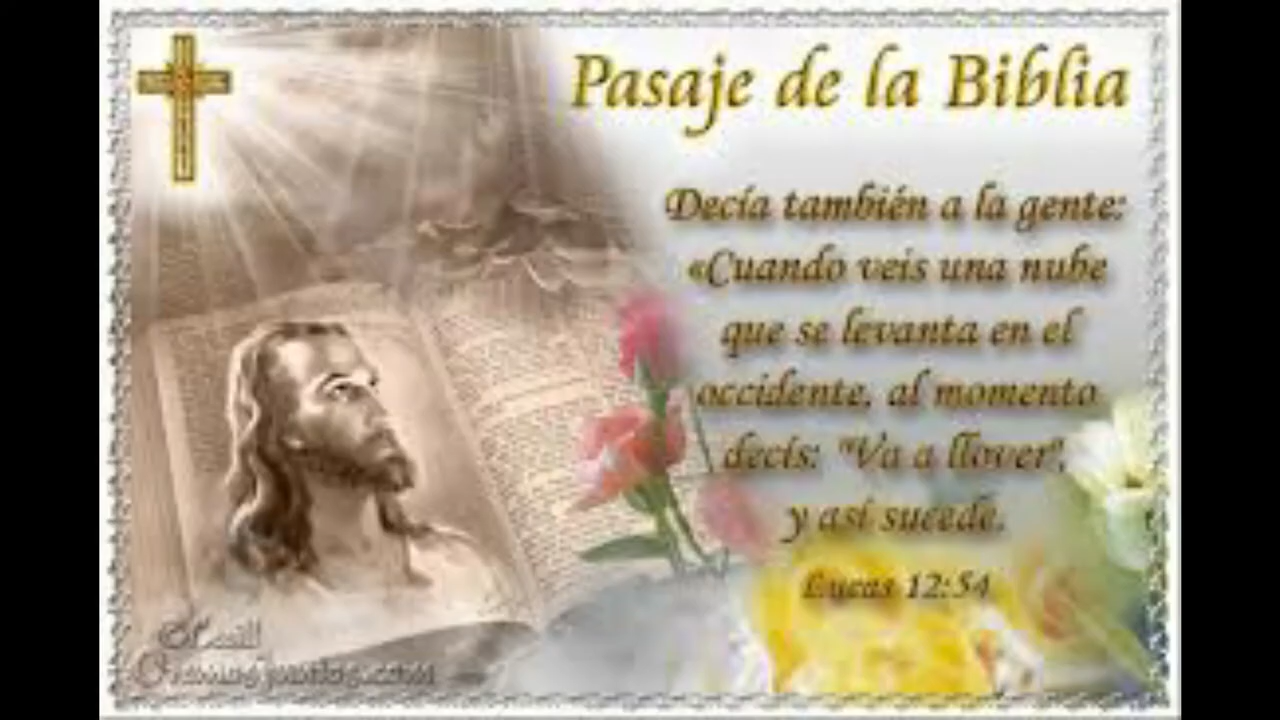 Pasaje de la Biblia
Decía también a la gente:
«Cuando veis una nube
que se levanta en el
occidente, al momento
decís: "Va a llover",
y así sucede.
Lucas 12:54